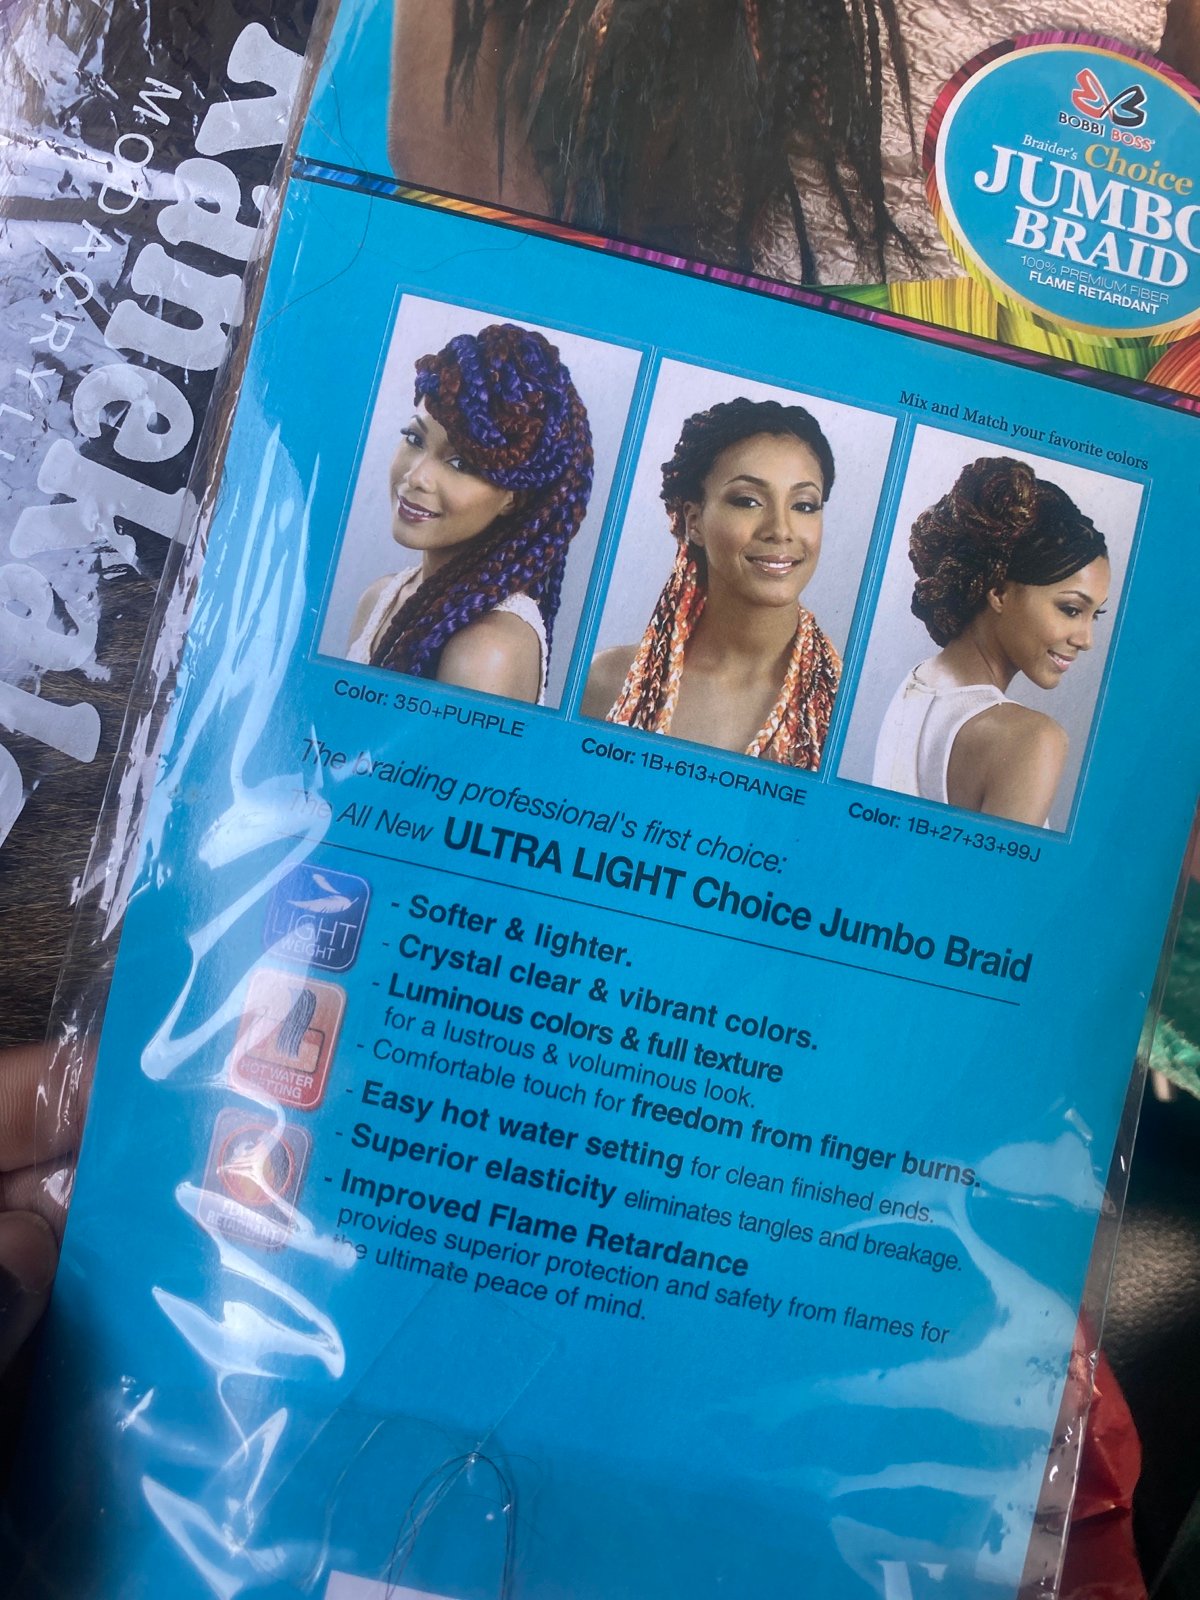 Wanekal
MODACRYL
BOBBI BOSS
Braider's Choice
JUMBO
BRAID
100% PREMIUM FIBER
FLAME RETARDANT
Mix and Match your favorite colors
Color: 350+PURPLE
Color: 1B+613+ORANGE
Color: 1B+27+33+99J
The braiding professional's first choice:
The All New ULTRA LIGHT Choice Jumbo Braid
LIGHT
WEIGHT
HOT WATER
SETTING
FLAME
RETARDANT
- Softer & lighter.
- Crystal clear & vibrant colors.
- Luminous colors & full texture
for a lustrous & voluminous look.
- Comfortable touch for freedom from finger burns.
- Easy hot water setting for clean finished ends.
- Superior elasticity eliminates tangles and breakage.
- Improved Flame Retardance
provides superior protection and safety from flames for
the ultimate peace of mind.